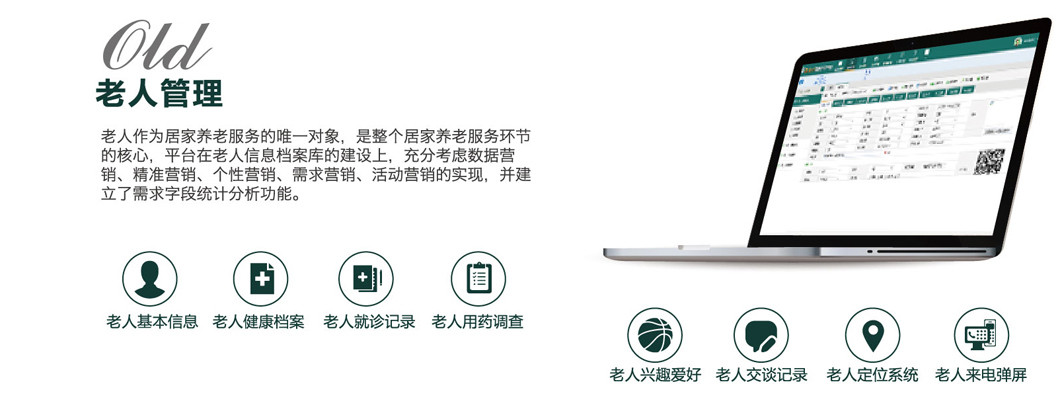 Old
老人管理
老人作为居家养老服务的唯一对象，是整个居家养老服务环节
的核心，平台在老人信息档案库的建设上，充分考虑数据营
销、精准营销、个性营销、需求营销、活动营销的实现，并建
立了需求字段统计分析功能。
老人基本信息
老人健康档案
老人就诊记录
老人用药调查
老人兴趣爱好
老人交谈记录
老人定位系统
老人来电弹屏